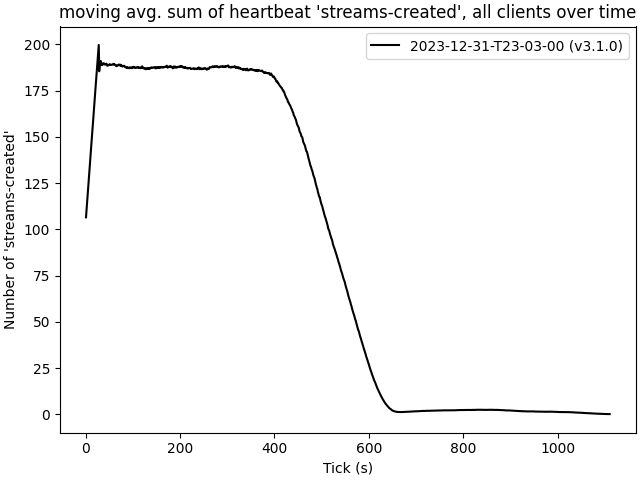 moving avg. sum of heartbeat 'streams-created', all clients over time
2023-12-31-T23-03-00 (v3.1.0)
Number of 'streams-created'
200
175
150
125
100
75
50
25
0
0 200 400 600 800 1000
Tick (s)